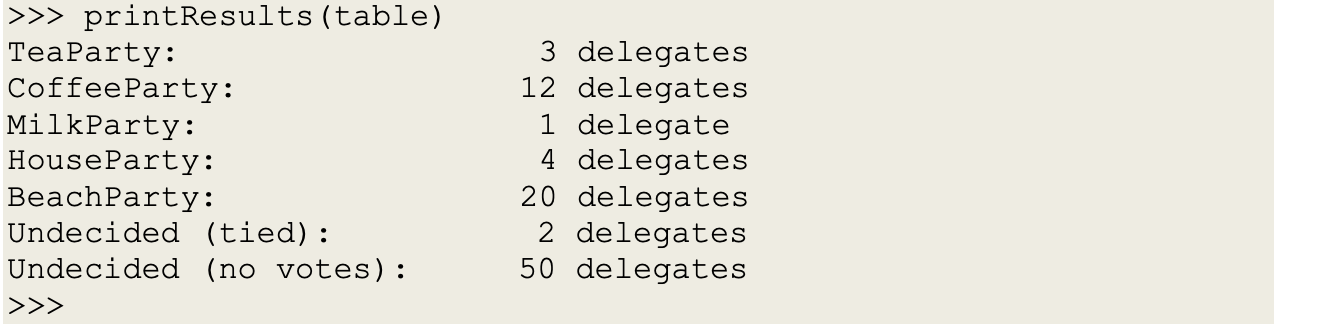 >>> printResults(table)
TeaParty:                   3 delegates
CoffeeParty:               12 delegates
MilkParty:                  1 delegate
HouseParty:                 4 delegates
BeachParty:                20 delegates
Undecided (tied):           2 delegates
Undecided (no votes):      50 delegates
>>>